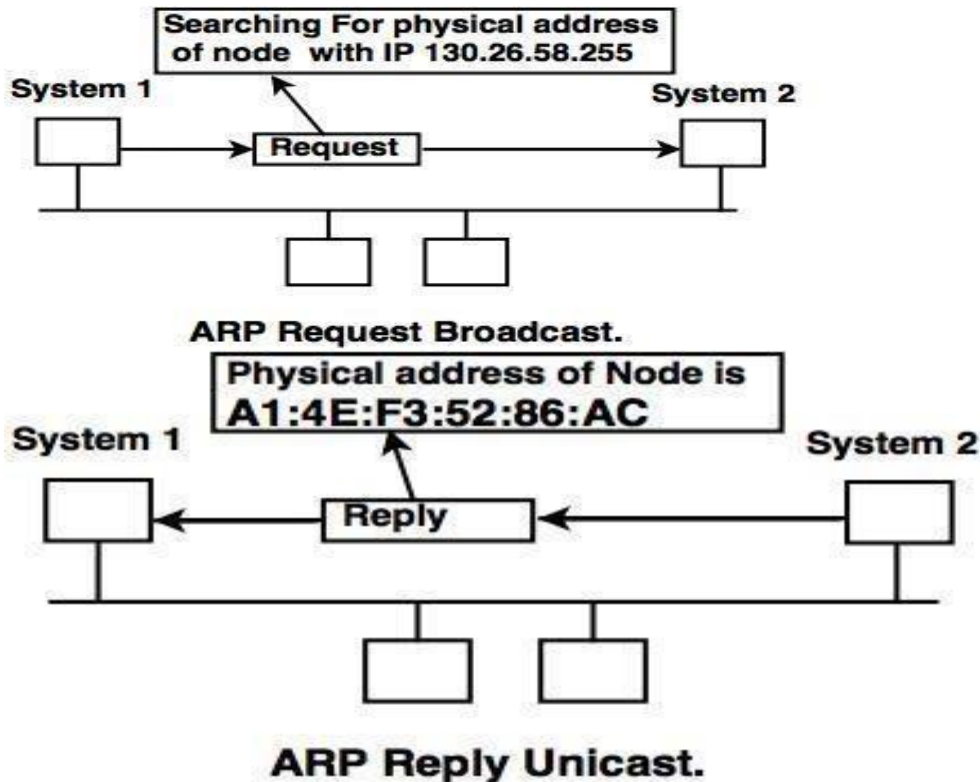 Searching For physical address
of node with IP 130.26.58.255
System 1
System 2
Request
ARP Request Broadcast.
Physical address of Node is
A1:4E:F3:52:86:AC
System 1
System 2
Reply
ARP Reply Unicast.